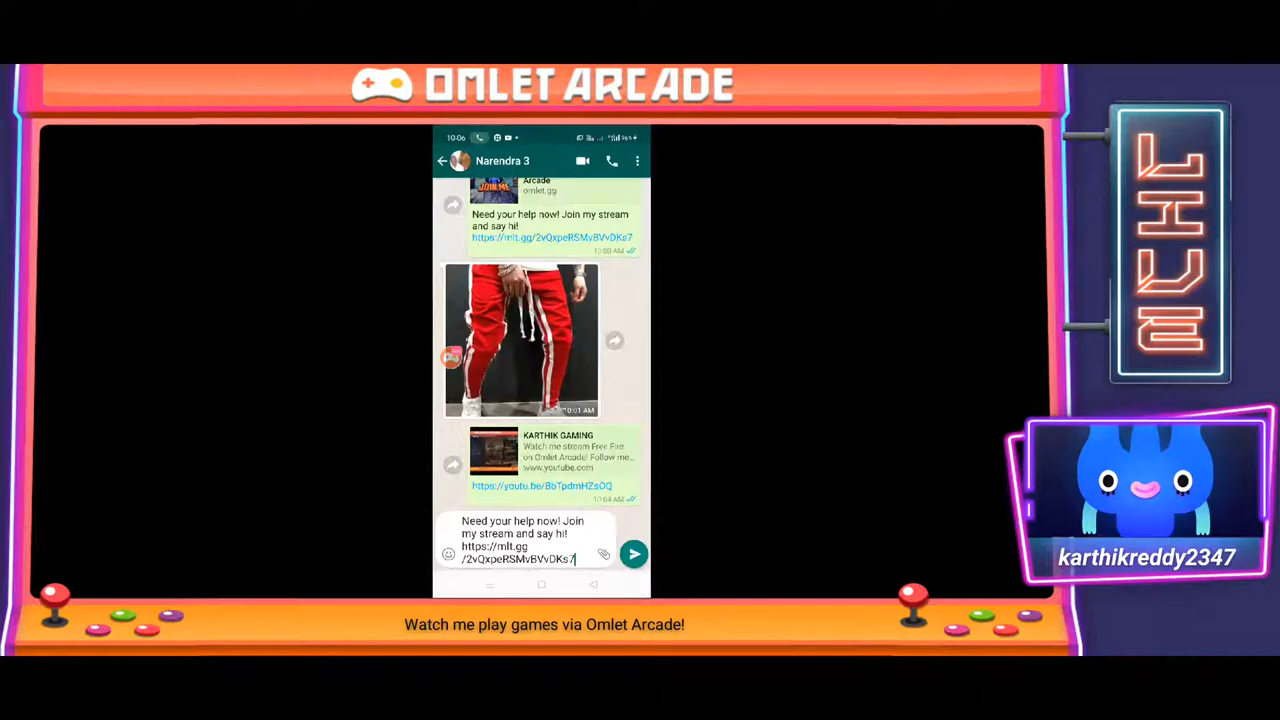 OMLET ARCADE
10:06
Narendra 3
Arcade
omlet.gg
Need your help now! Join my stream
and say hi!
https://mlt.gg/2vQxpeRSMvBVvDKs7
10:00 AM
10:01 AM
KARTHIK GAMING
Watch me stream Free Fire
on Omlet Arcade! Follow me...
www.youtube.com
https://youtu.be/BbTpdmHZsOQ
10:04 AM
Need your help now! Join
my stream and say hi!
https://mlt.gg
/2vQxpeRSMvBVvDKs7
LIVE
karthikreddy2347
Watch me play games via Omlet Arcade!